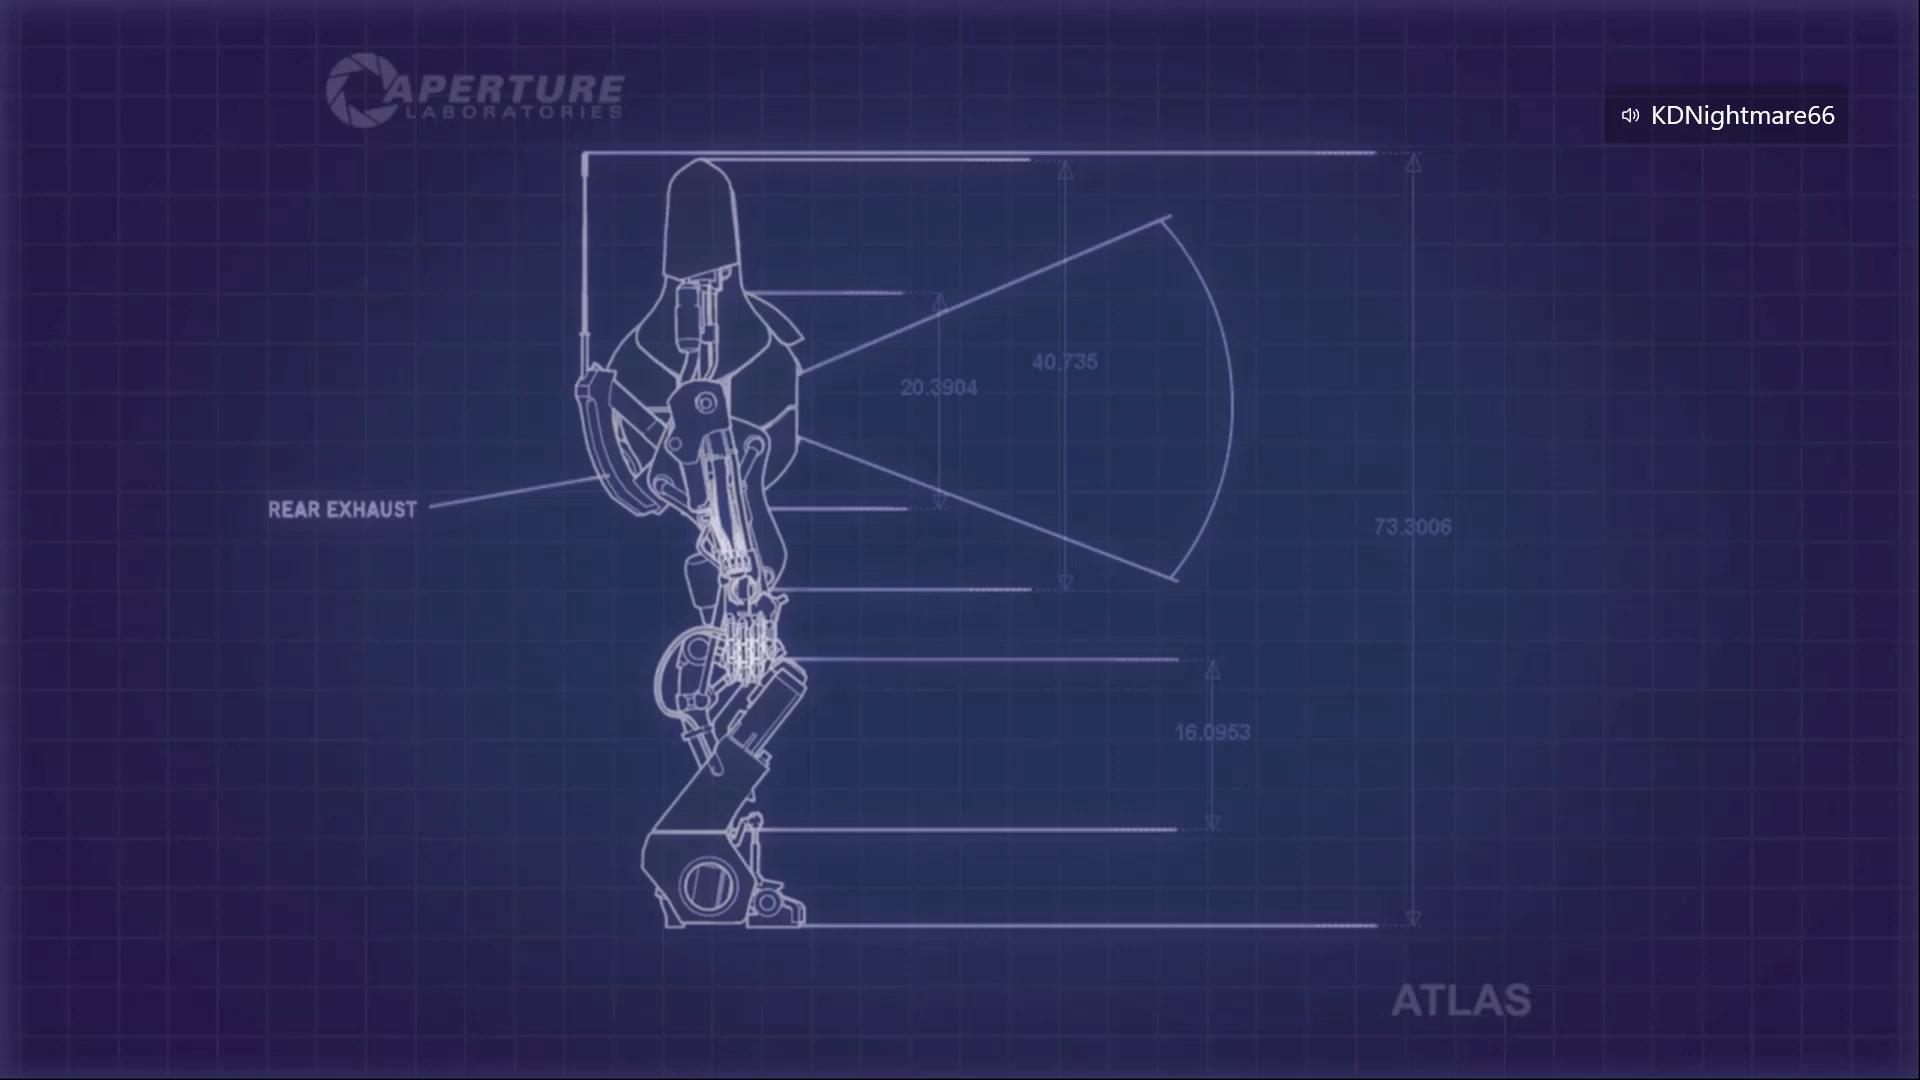 APERTURE
LABORATORIES
KDNightmare66
40.735
20.3904
REAR EXHAUST
73.3006
16.0953
ATLAS